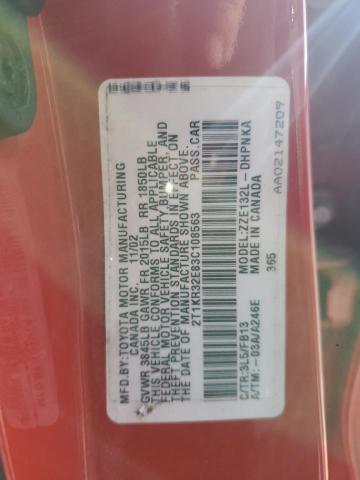 MFD BY:TOYOTA MOTOR MANUFACTURING
CANADA INC. 11/02
GVWR 3845LB GAWR FR 2015LB RR 1850LB
THIS VEHICLE CONFORMS TO ALL APPLICABLE
FEDERAL MOTOR VEHICLE SAFETY, BUMPER, AND
THEFT PREVENTION STANDARDS IN EFFECT ON
THE DATE OF MANUFACTURE SHOWN ABOVE.
2T1KR32E83C108563 PASS.CAR
C/TR:3L5/FB13 MODEL:ZZE132L-DHPNKA
A/TM:-03A/A246E MADE IN CANADA
365
AA02147209